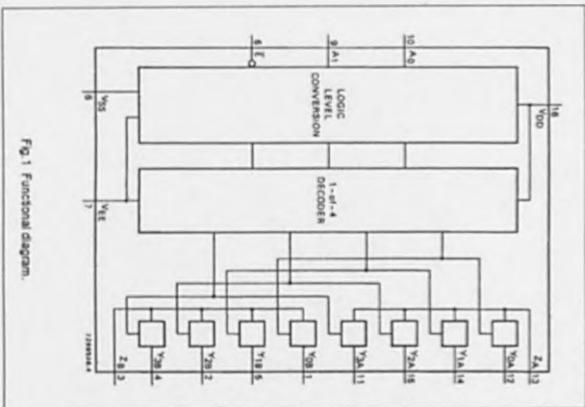 16
VDD
ZA 13
Y0A 12
10 A0
Y1A 14
LOGIC
LEVEL
CONVERSION
1-of-4
DECODER
Y2A 15
9 A1
Y3A 11
Y0B 1
6 E̅
Y1B 5
Y2B 2
Y3B 4
ZB 3
VSS
8
VEE
7
Fig.1 Functional diagram.